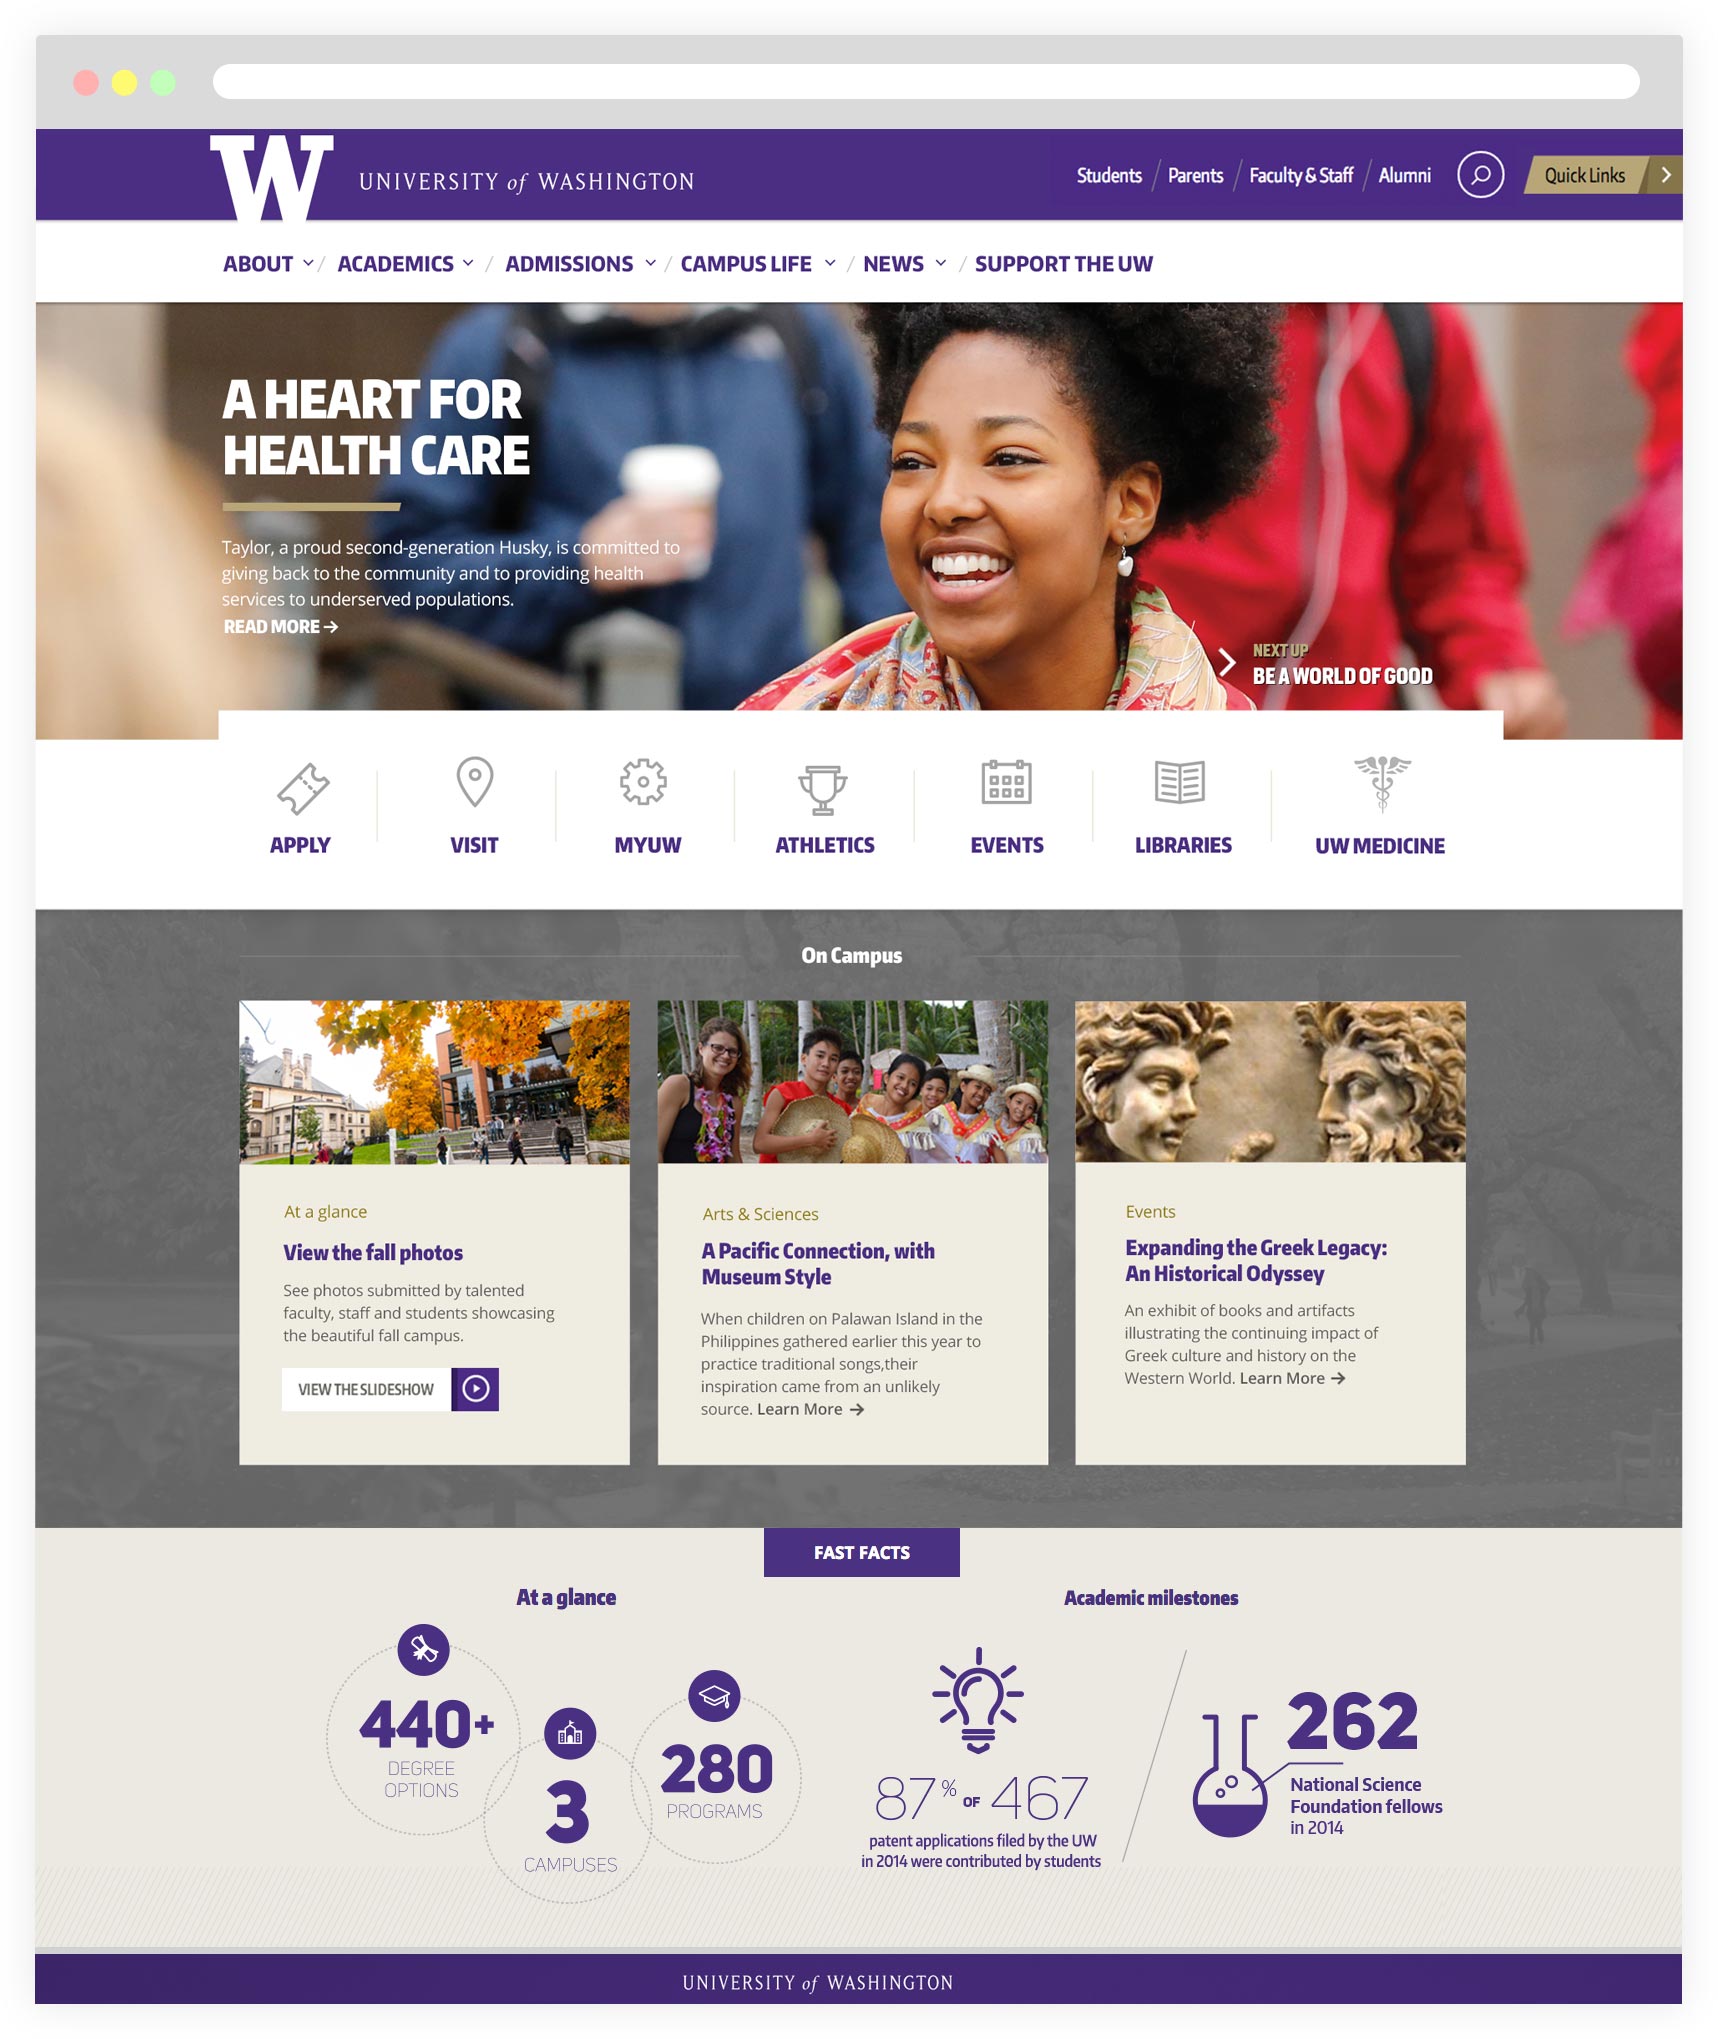 W
UNIVERSITY of WASHINGTON
Students / Parents / Faculty & Staff / Alumni
Quick Links
ABOUT / ACADEMICS / ADMISSIONS / CAMPUS LIFE / NEWS / SUPPORT THE UW
A HEART FOR
HEALTH CARE
Taylor, a proud second-generation Husky, is committed to
giving back to the community and to providing health
services to underserved populations.
READ MORE →
NEXT UP
BE A WORLD OF GOOD
APPLY
VISIT
MYUW
ATHLETICS
EVENTS
LIBRARIES
UW MEDICINE
On Campus
At a glance
View the fall photos
See photos submitted by talented
faculty, staff and students showcasing
the beautiful fall campus.
VIEW THE SLIDESHOW
Arts & Sciences
A Pacific Connection, with
Museum Style
When children on Palawan Island in the
Philippines gathered earlier this year to
practice traditional songs,their
inspiration came from an unlikely
source. Learn More →
Events
Expanding the Greek Legacy:
An Historical Odyssey
An exhibit of books and artifacts
illustrating the continuing impact of
Greek culture and history on the
Western World. Learn More →
FAST FACTS
At a glance
440+
DEGREE
OPTIONS
3
CAMPUSES
280
PROGRAMS
Academic milestones
87% OF 467
patent applications filed by the UW
in 2014 were contributed by students
262
National Science
Foundation fellows
in 2014
UNIVERSITY of WASHINGTON